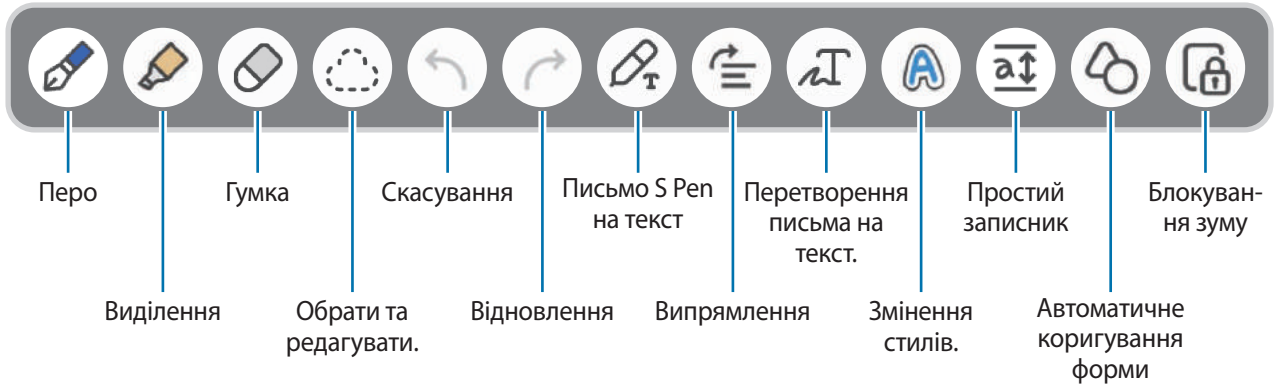 Перо
Гумка
Скасування
Письмо S Pen
на текст
Перетворення
письма на
текст.
Простий
записник
Блокуван-
ня зуму
Виділення
Обрати та
редагувати.
Відновлення
Випрямлення
Змінення
стилів.
Автоматичне
коригування
форми